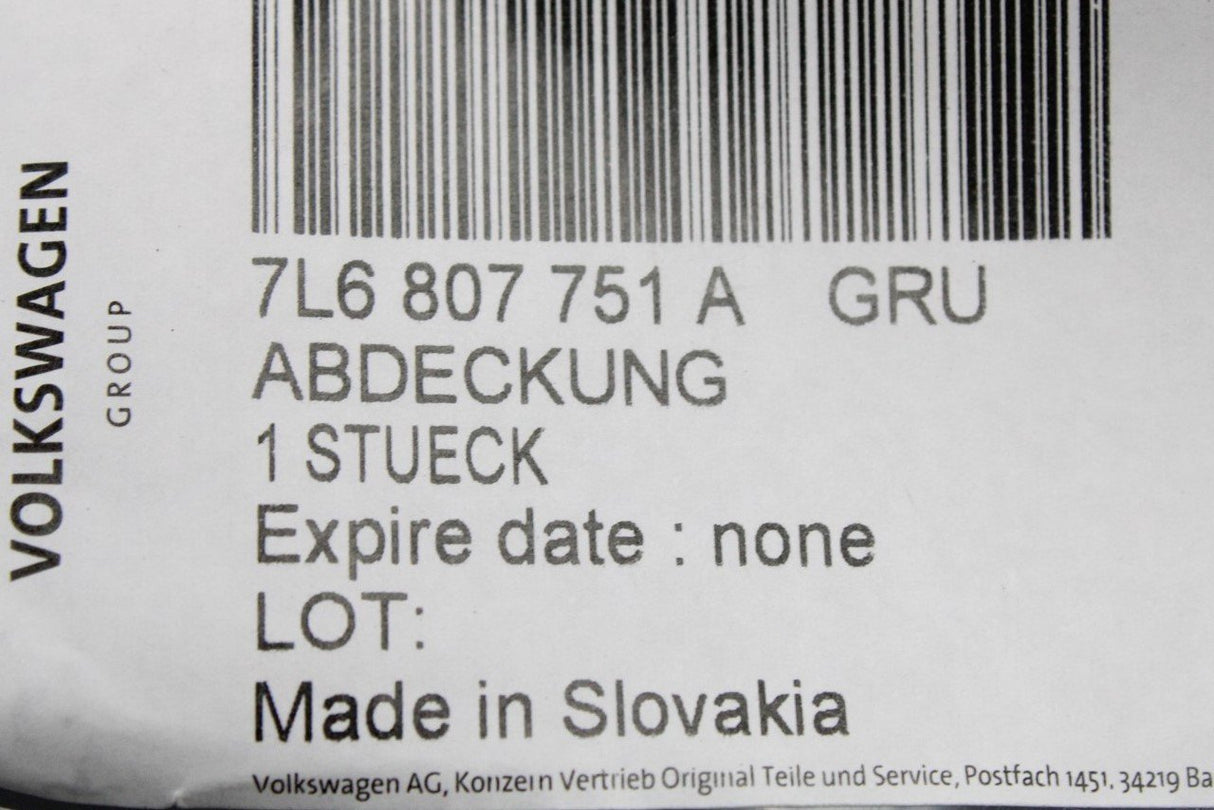 VOLKSWAGEN
GROUP
7L6 807 751 A GRU
ABDECKUNG
1 STUECK
Expire date : none
LOT:
Made in Slovakia
Volkswagen AG, Konzern Vertrieb Original Teile und Service, Postfach 1451, 34219 Ba